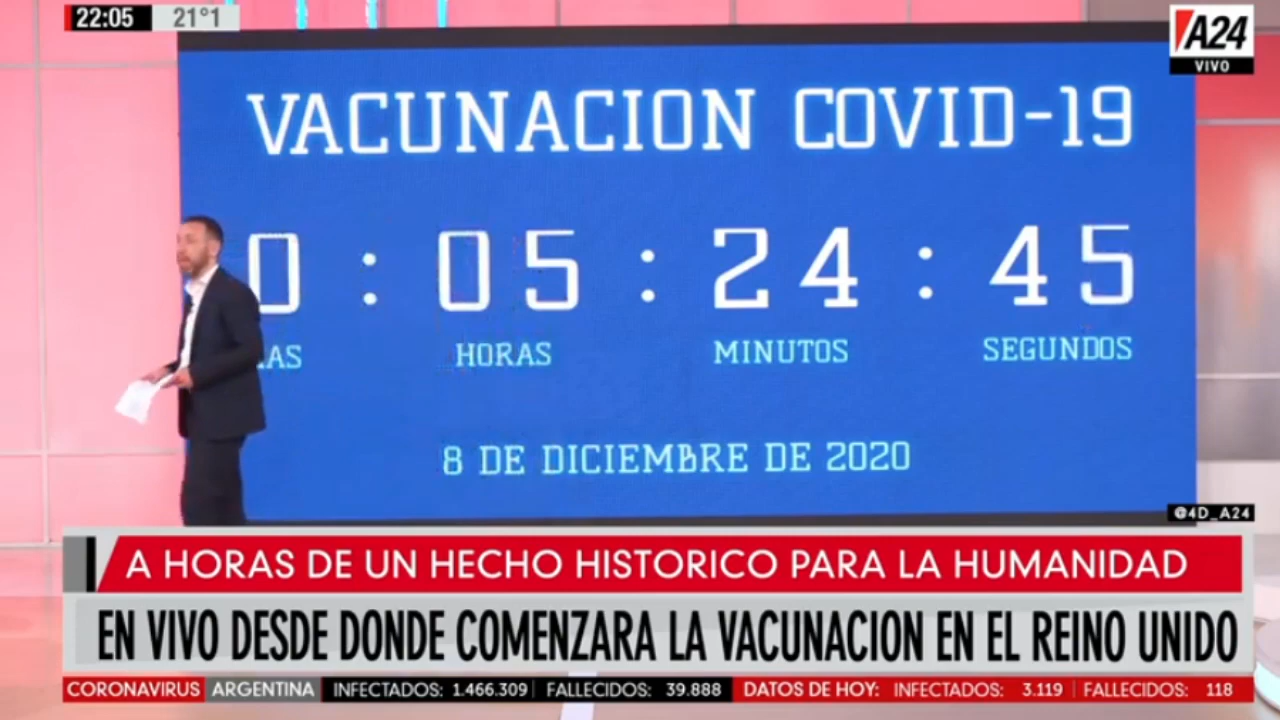 22:05 21°1
A24
VIVO
VACUNACION COVID-19
0 : 05 : 24 : 45
HORAS MINUTOS SEGUNDOS
8 DE DICIEMBRE DE 2020
@4D_A24
A HORAS DE UN HECHO HISTORICO PARA LA HUMANIDAD
EN VIVO DESDE DONDE COMENZARA LA VACUNACION EN EL REINO UNIDO
CORONAVIRUS ARGENTINA INFECTADOS: 1.466.309 FALLECIDOS: 39.888 DATOS DE HOY: INFECTADOS: 3.119 FALLECIDOS: 118